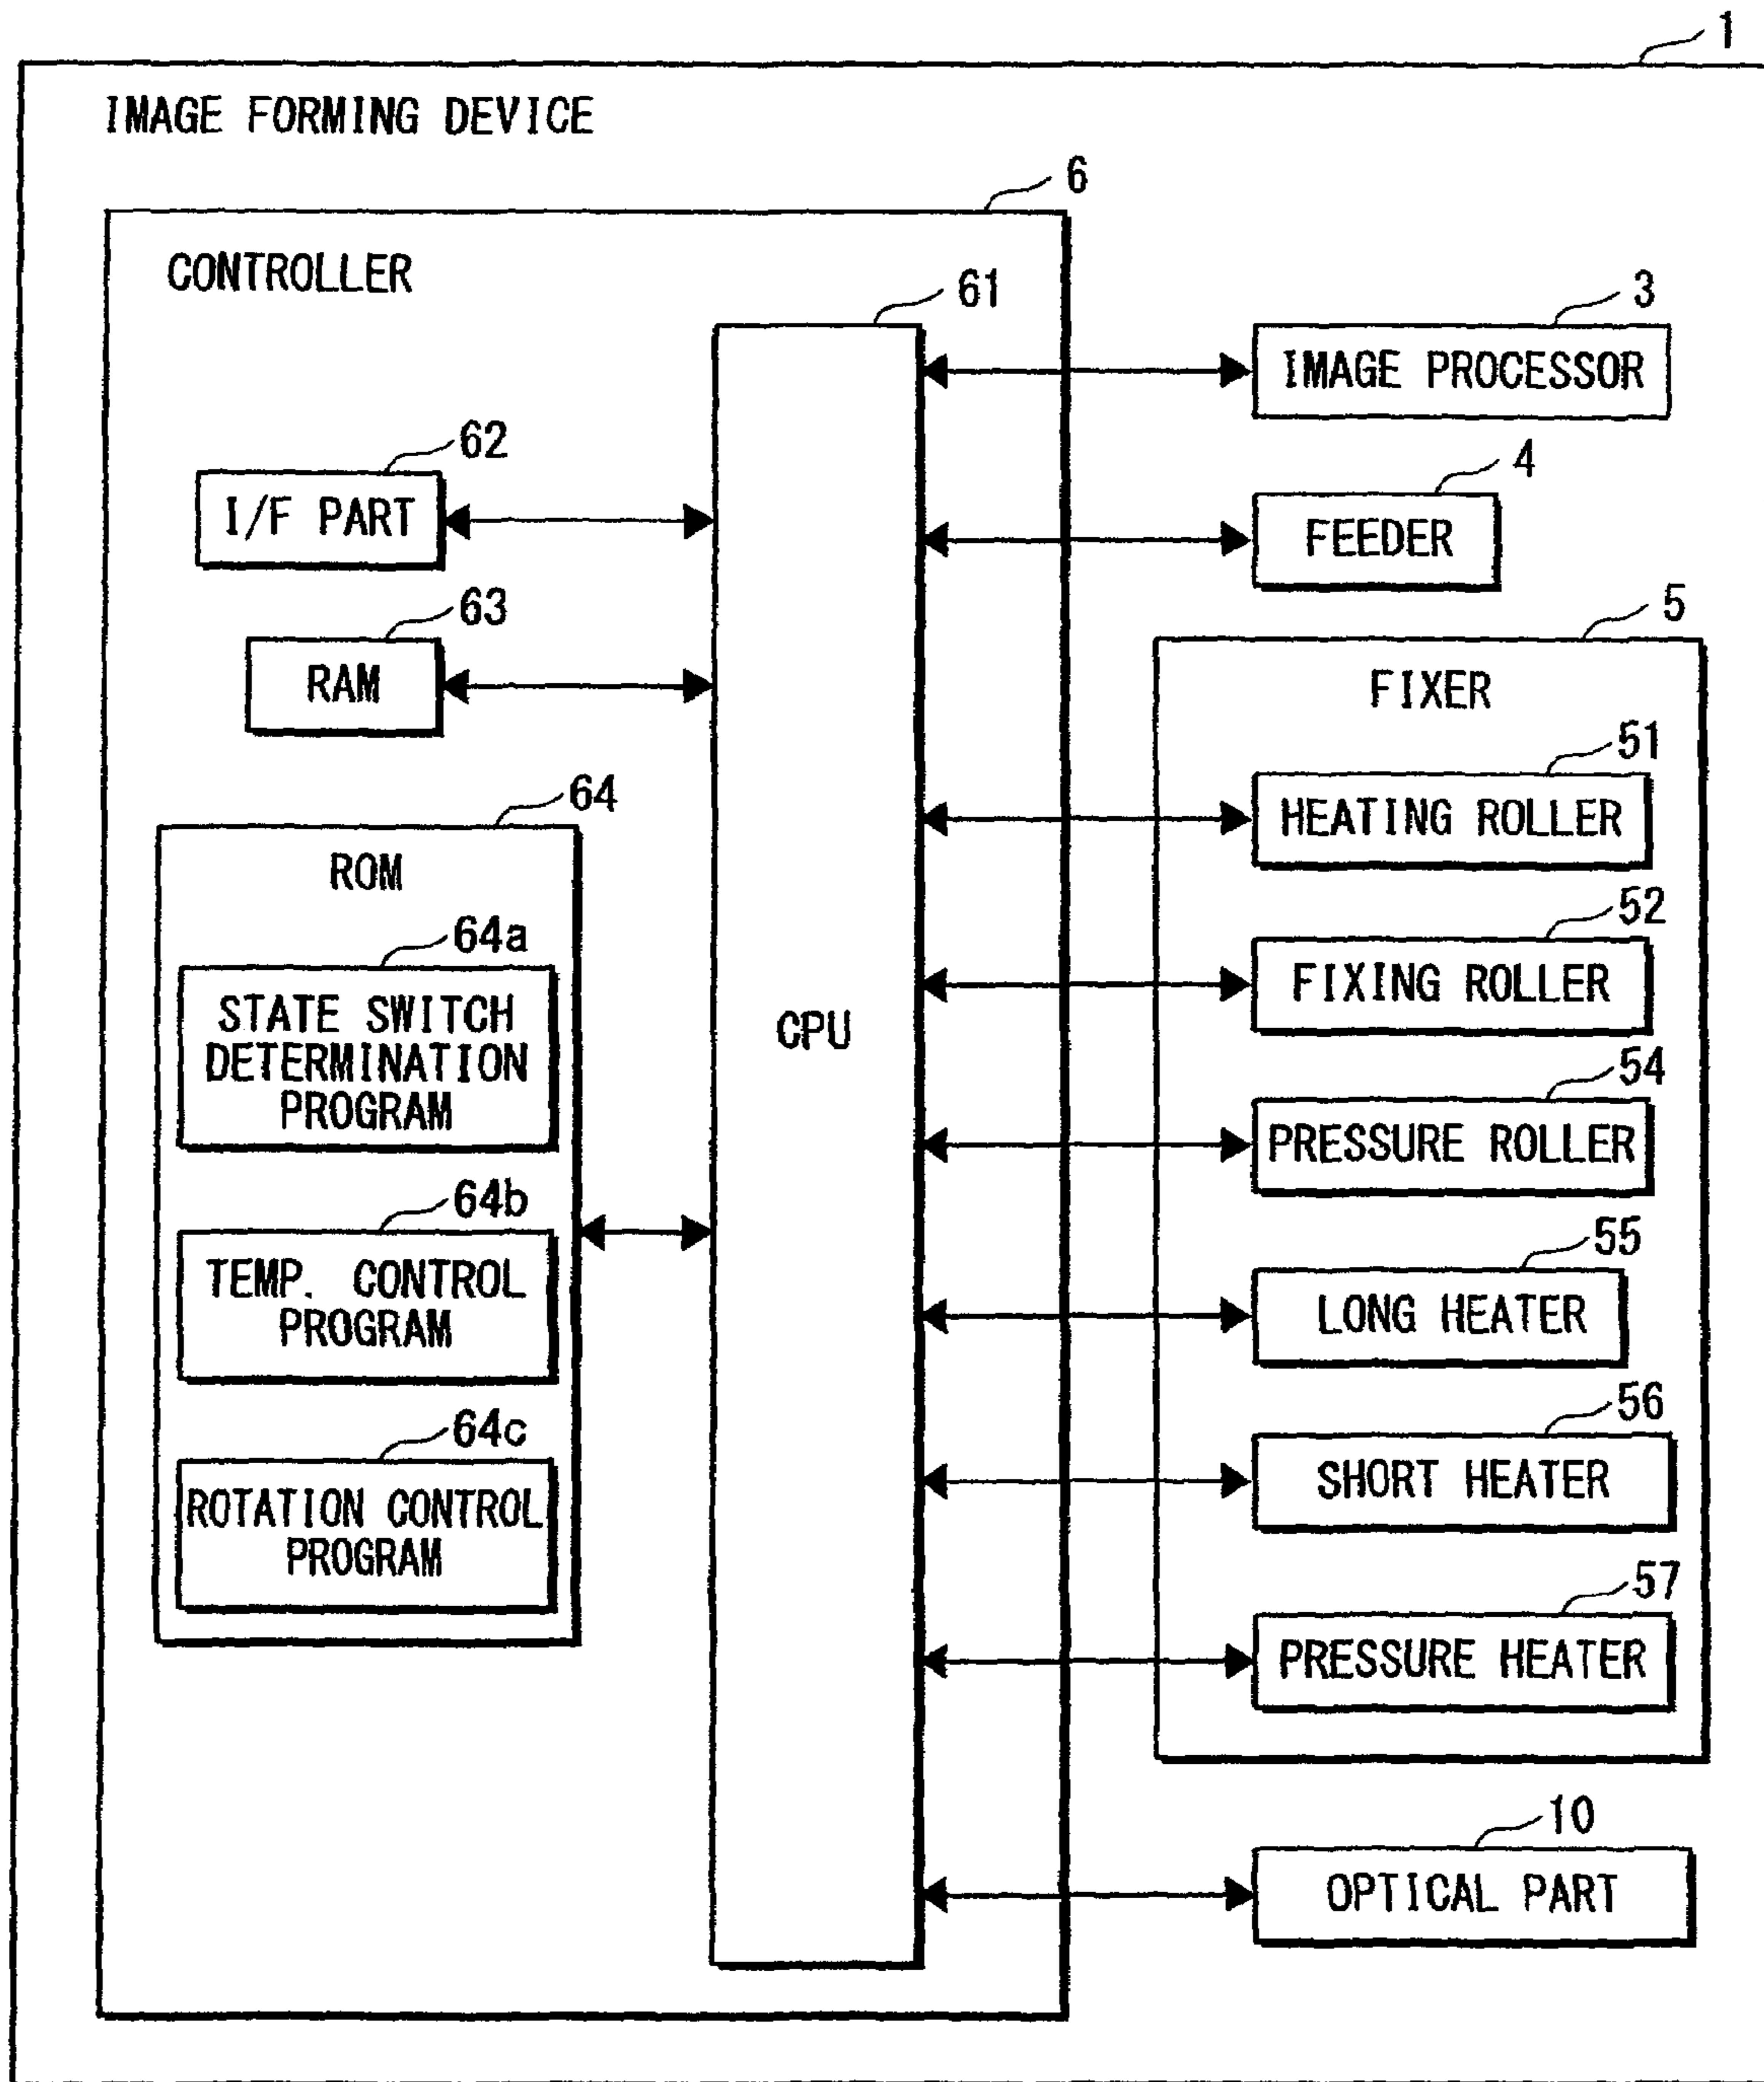 1
IMAGE FORMING DEVICE
6
CONTROLLER
61
3
IMAGE PROCESSOR
62
I/F PART
4
FEEDER
63
RAM
5
FIXER
51
HEATING ROLLER
64
ROM
52
FIXING ROLLER
64a
STATE SWITCH
DETERMINATION
PROGRAM
CPU
54
PRESSURE ROLLER
64b
TEMP. CONTROL
PROGRAM
55
LONG HEATER
56
SHORT HEATER
64c
ROTATION CONTROL
PROGRAM
57
PRESSURE HEATER
10
OPTICAL PART